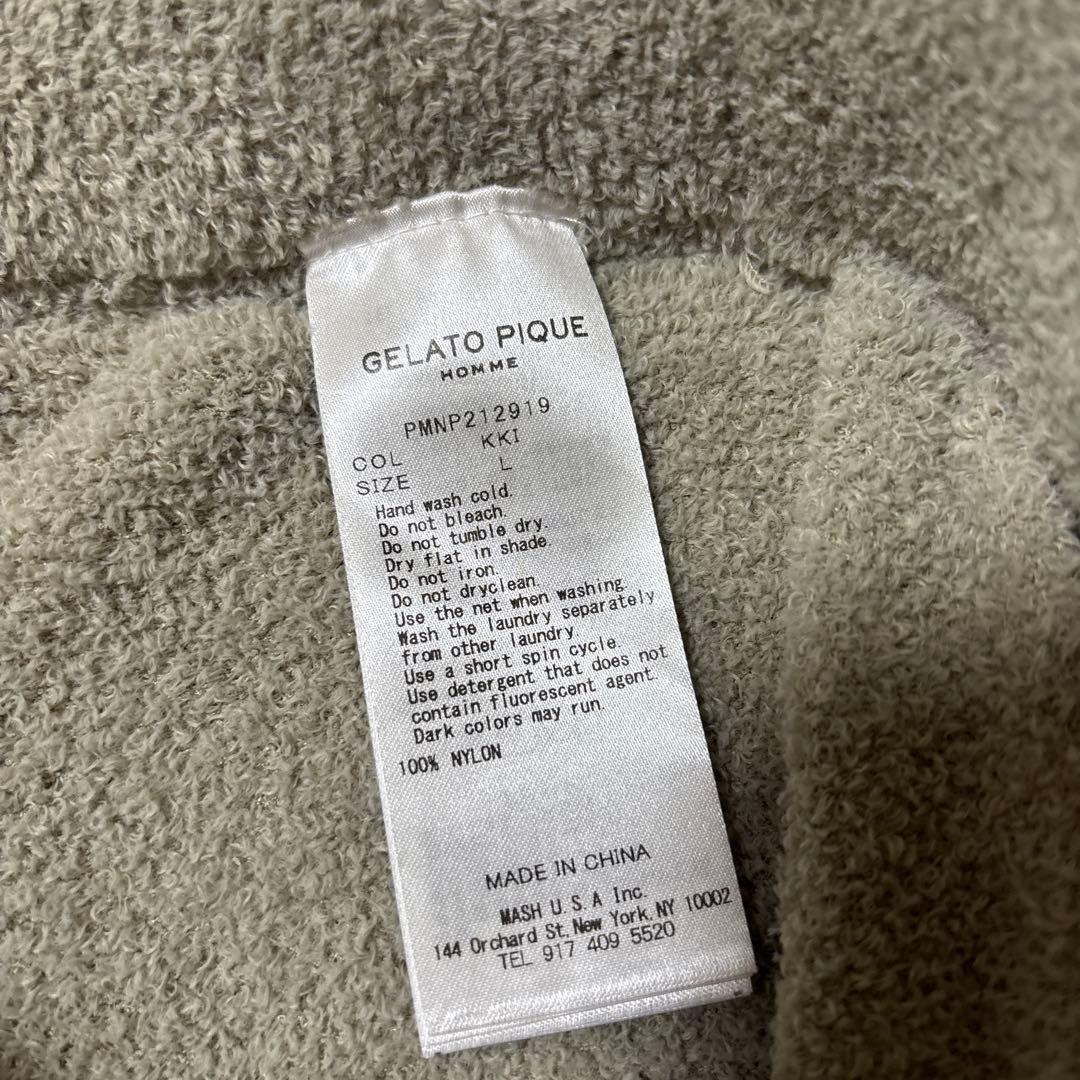 GELATO PIQUE
HOMME
PMNP212919
COL KKI
SIZE L
Hand wash cold.
Do not bleach.
Do not tumble dry.
Dry flat in shade.
Do not iron.
Do not dryclean.
Use the net when washing.
Wash the laundry separately
from other laundry.
Use a short spin cycle.
Use detergent that does not
contain fluorescent agent.
Dark colors may run.
100% NYLON
MADE IN CHINA
MASH U S A Inc.
144 Orchard St. New York. NY 10002
TEL 917 409 5520